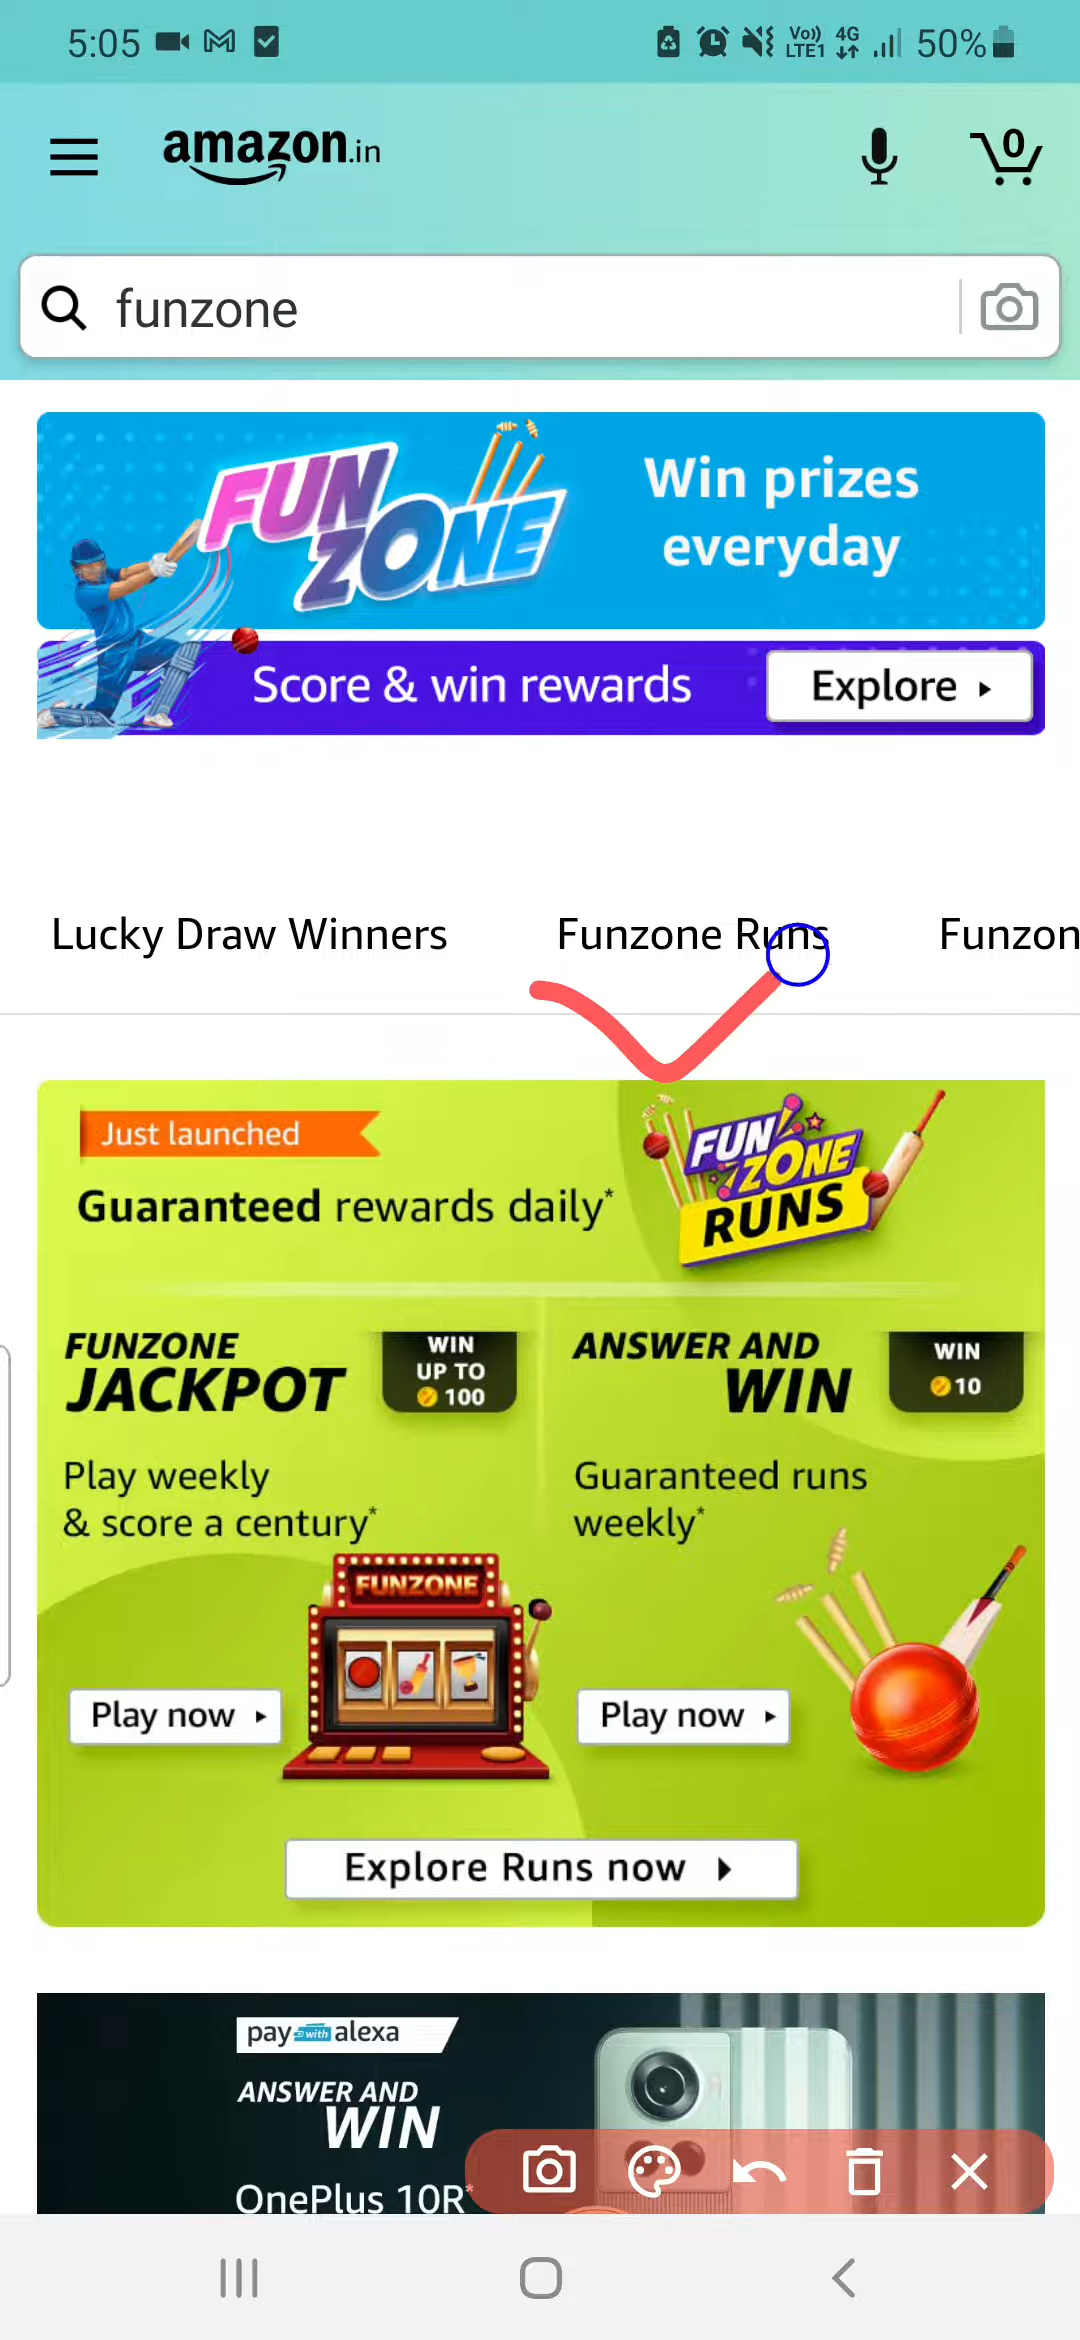 5:05
Vo)) LTE1 4G 50%
amazon.in
0
funzone
FUN ZONE
Win prizes
everyday
Score & win rewards
Explore
Lucky Draw Winners Funzone Runs Funzon
Just launched
Guaranteed rewards daily*
FUN ZONE RUNS
FUNZONE
JACKPOT
WIN
UP TO
100
ANSWER AND
WIN
WIN
10
Play weekly
& score a century*
Guaranteed runs
weekly*
FUNZONE
Play now
Play now
Explore Runs now
pay with alexa
ANSWER AND
WIN
OnePlus 10R*